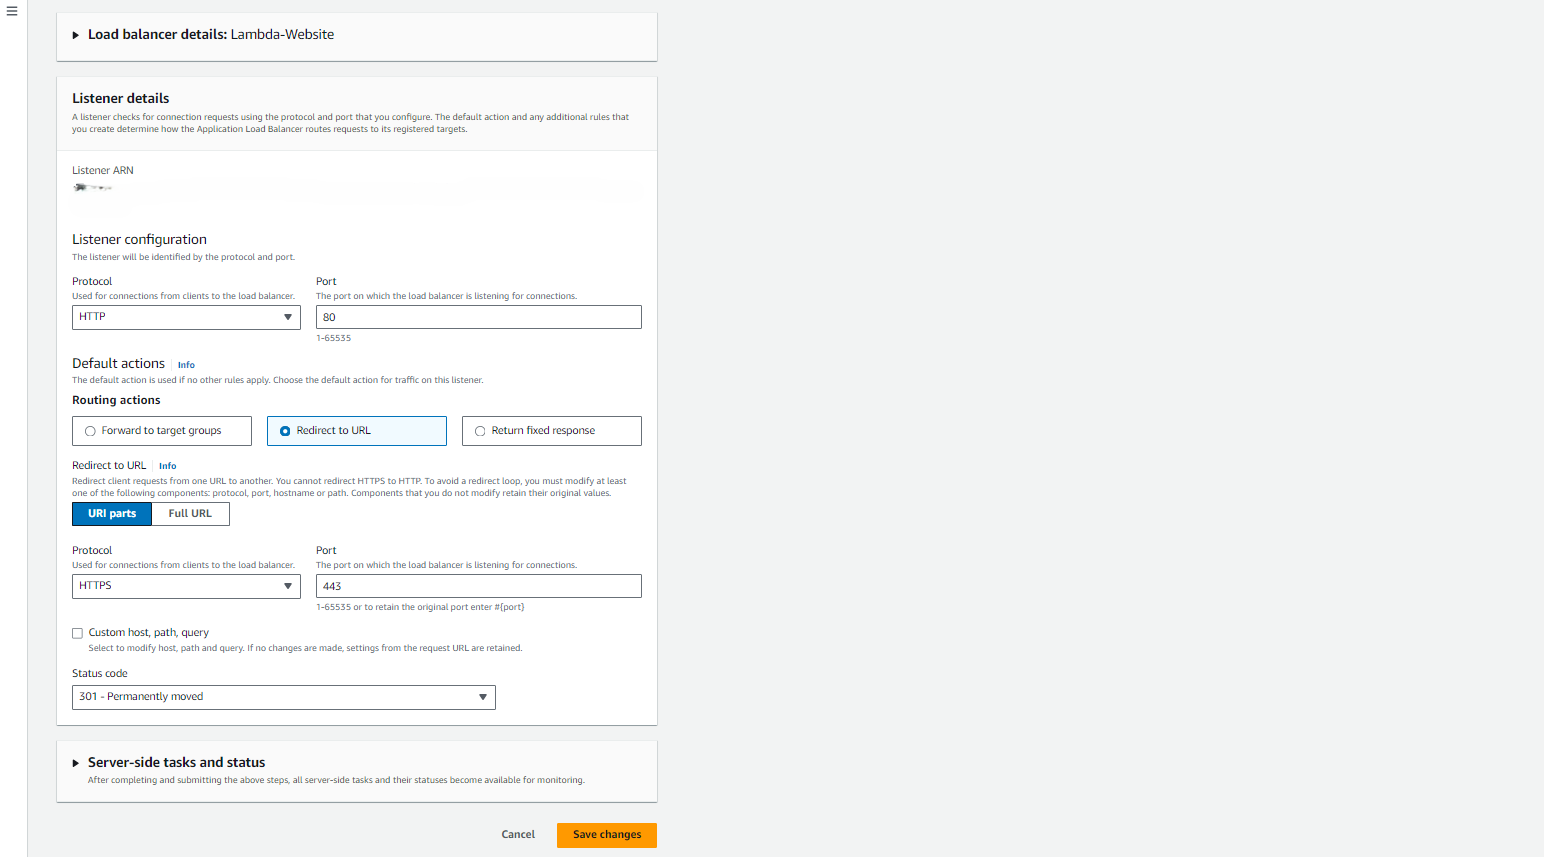 Load balancer details: Lambda-Website
Listener details
A listener checks for connection requests using the protocol and port that you configure. The default action and any additional rules that
you create determine how the Application Load Balancer routes requests to its registered targets.
Listener ARN
Listener configuration
The listener will be identified by the protocol and port.
Protocol
Used for connections from clients to the load balancer.
HTTP
Port
The port on which the load balancer is listening for connections.
80
1-65535
Default actions
Info
The default action is used if no other rules apply. Choose the default action for traffic on this listener.
Routing actions
Forward to target groups
Redirect to URL
Return fixed response
Redirect to URL
Info
Redirect client requests from one URL to another. You cannot redirect HTTPS to HTTP. To avoid a redirect loop, you must modify at least
one of the following components: protocol, port, hostname or path. Components that you do not modify retain their original values.
URI parts
Full URL
Protocol
Used for connections from clients to the load balancer.
HTTPS
Port
The port on which the load balancer is listening for connections.
443
1-65535 or to retain the original port enter #{port}
Custom host, path, query
Select to modify host, path and query. If no changes are made, settings from the request URL are retained.
Status code
301 - Permanently moved
Server-side tasks and status
After completing and submitting the above steps, all server-side tasks and their statuses become available for monitoring.
Cancel
Save changes